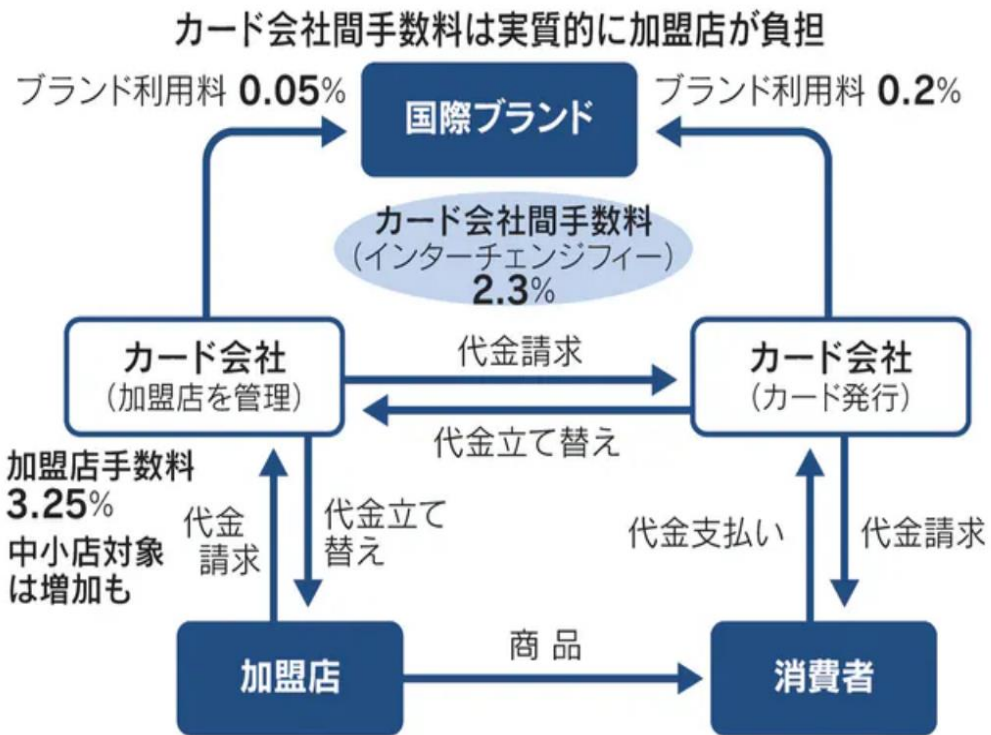 カード会社間手数料は実質的に加盟店が負担
ブランド利用料 0.05%
ブランド利用料 0.2%
国際ブランド
カード会社間手数料
（インターチェンジフィー）
2.3%
カード会社
（加盟店を管理）
代金請求
カード会社
（カード発行）
代金立て替え
加盟店手数料
3.25%
中小店対象
は増加も
代金
請求
代金立て
替え
代金支払い
代金請求
加盟店
商品
消費者